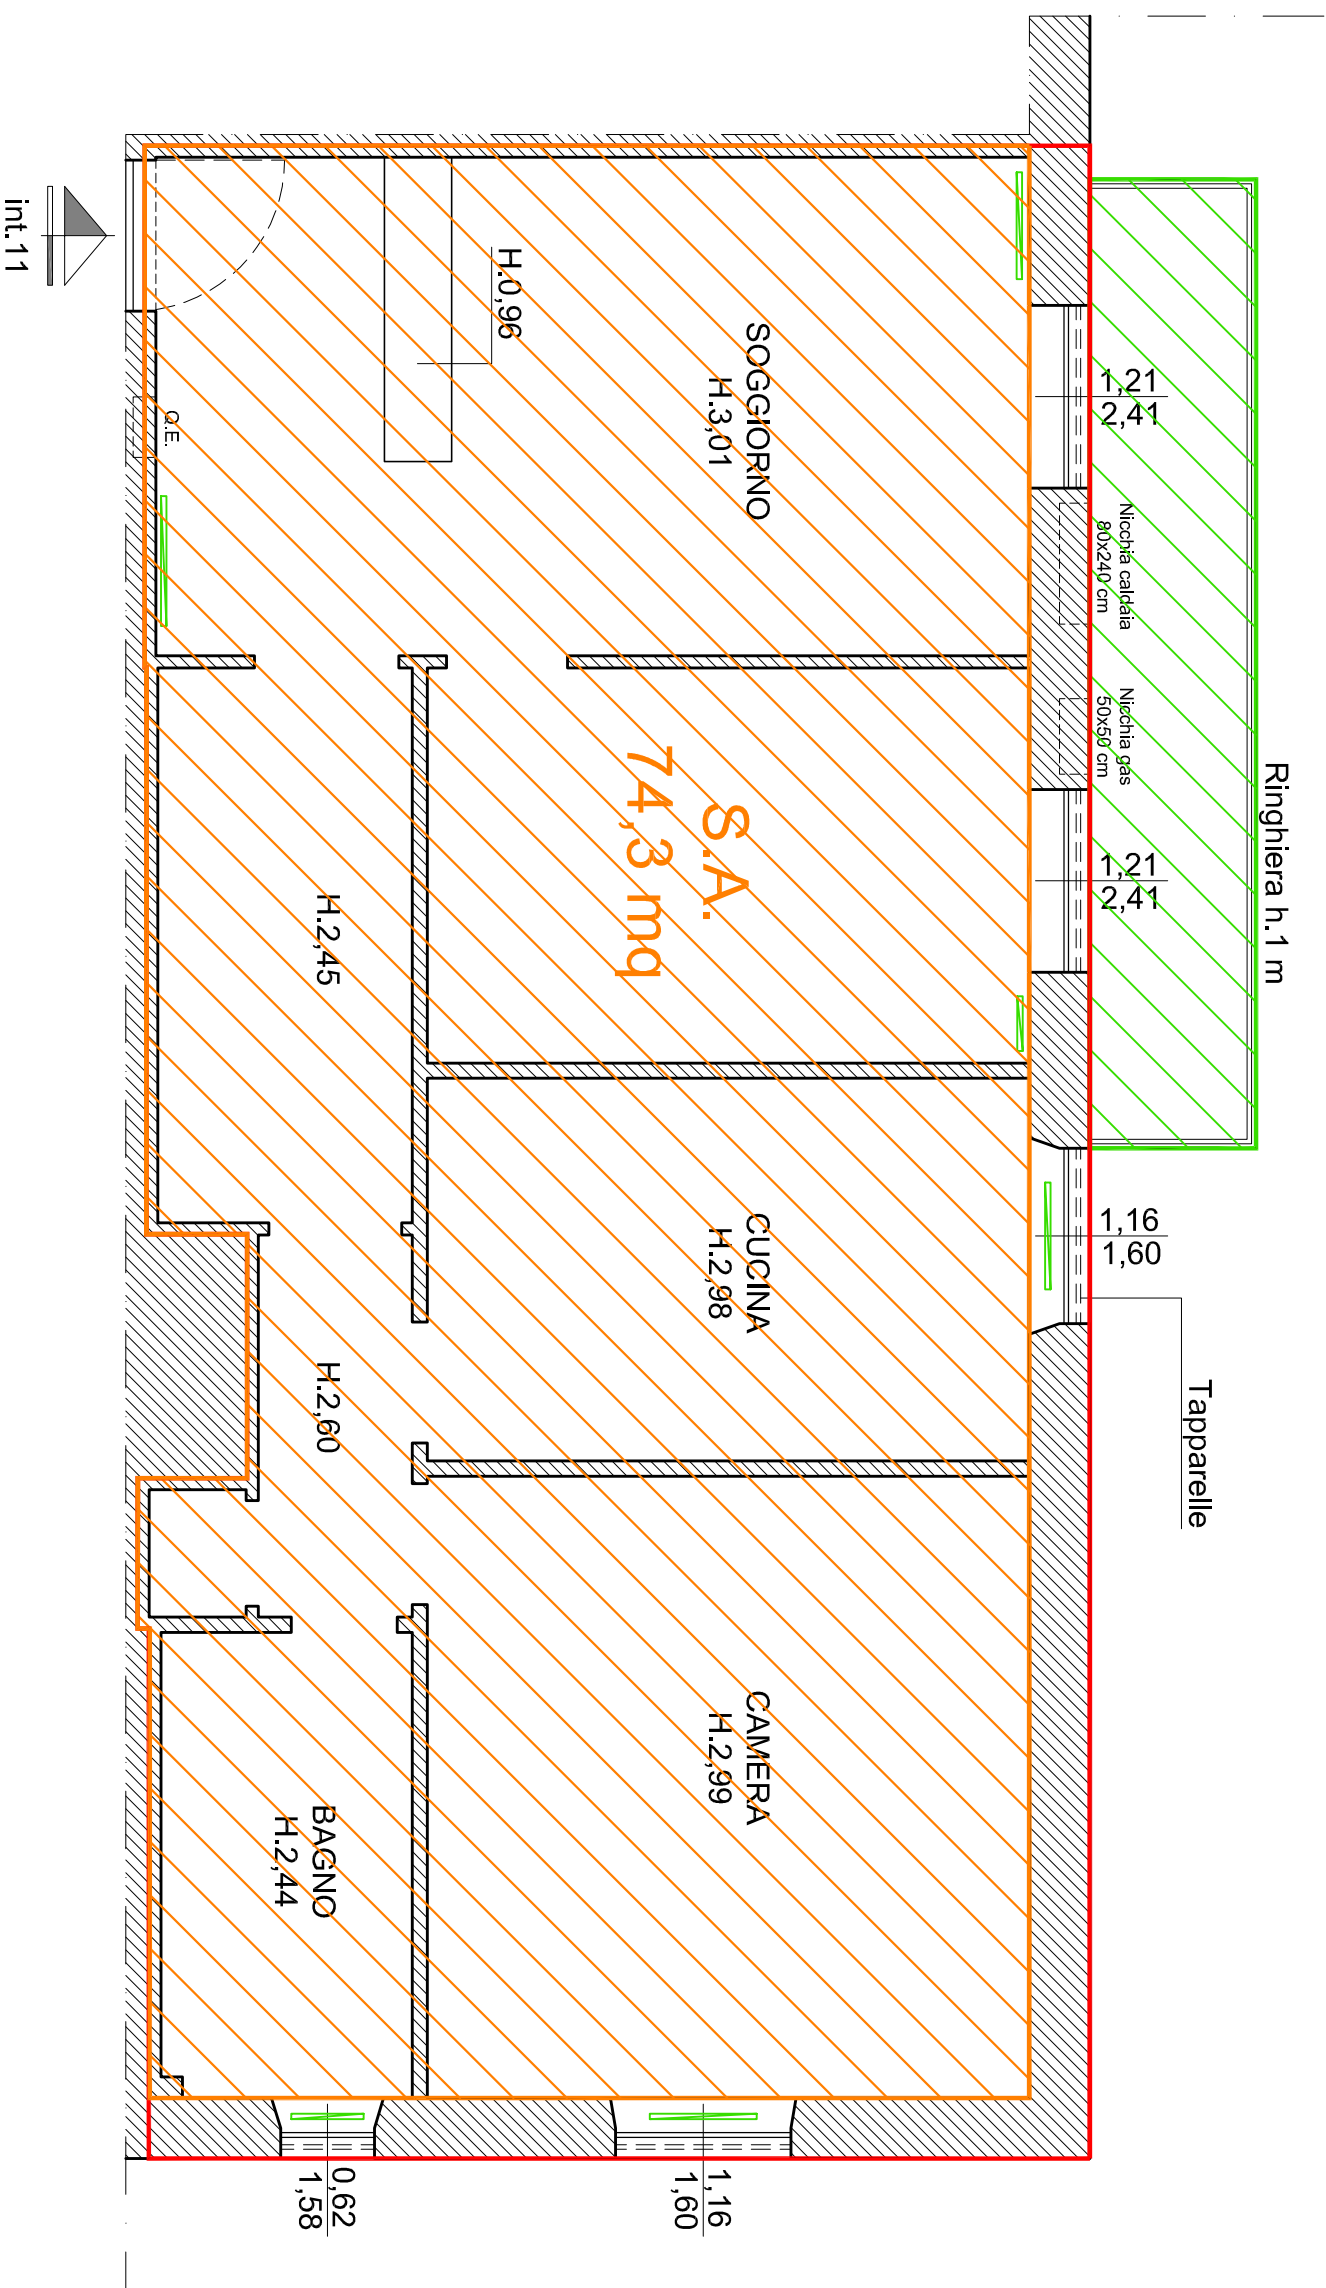 Ringhiera h.1 m
Tapparelle
1,21
2,41
Nicchia caldaia
80x240 cm
Nicchia gas
50x50 cm
1,21
2,41
1,16
1,60
SOGGIORNO
H.3,01
H.0,96
S.A.
74,3 mq
CUCINA
H.2,98
CAMERA
H.2,99
H.2,45
H.2,60
BAGNO
H.2,44
Q.E.
int.11
1,16
1,60
0,62
1,58